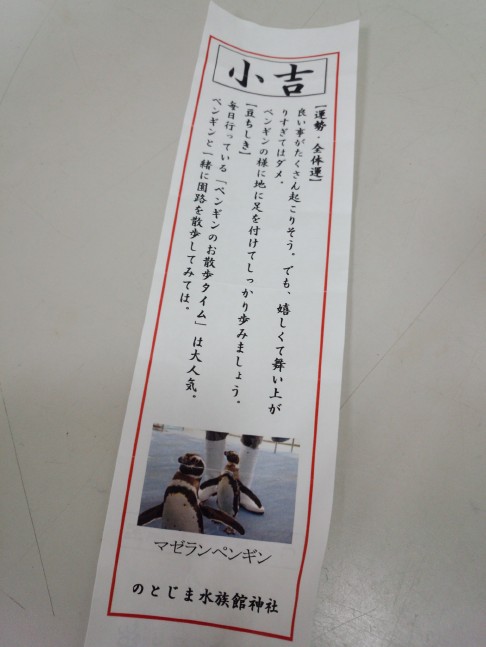 小吉
【運勢・全体運】
良い事がたくさん起こりそう。でも、嬉しくて舞い上が
りすぎてはダメ。
ペンギンの様に地に足を付けてしっかり歩みましょう。
【豆ちしき】
毎日行っている「ペンギンのお散歩タイム」は大人気。
ペンギンと一緒に園路を散歩してみては。
マゼランペンギン
のとじま水族館神社